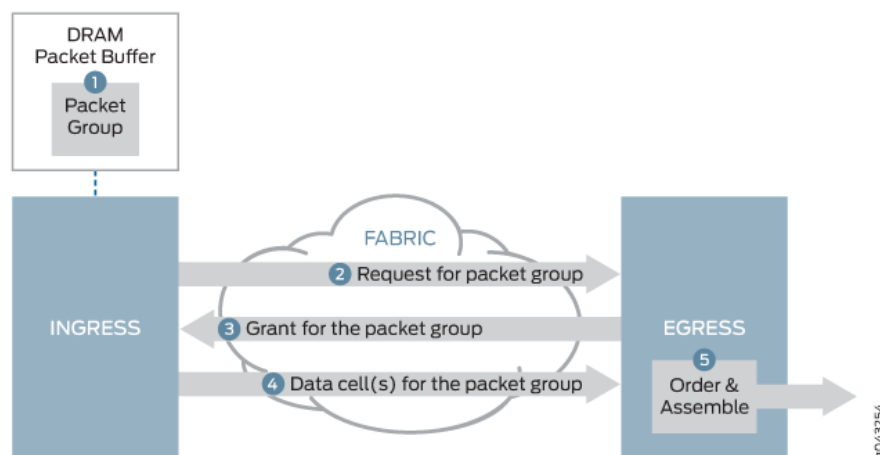 DRAM
Packet Buffer
1
Packet
Group
FABRIC
2 Request for packet group
INGRESS
3 Grant for the packet group
EGRESS
4 Data cell(s) for the packet group
5
Order &
Assemble